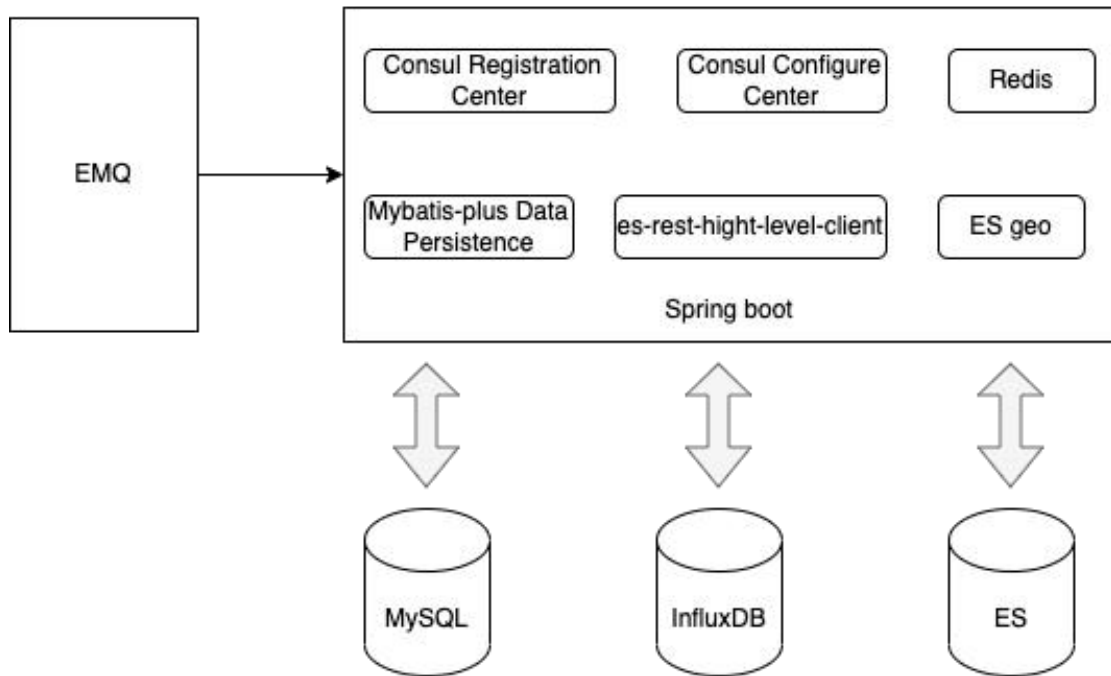 EMQ
Consul Registration
Center
Consul Configure
Center
Redis
Mybatis-plus Data
Persistence
es-rest-hight-level-client
ES geo
Spring boot
MySQL
InfluxDB
ES